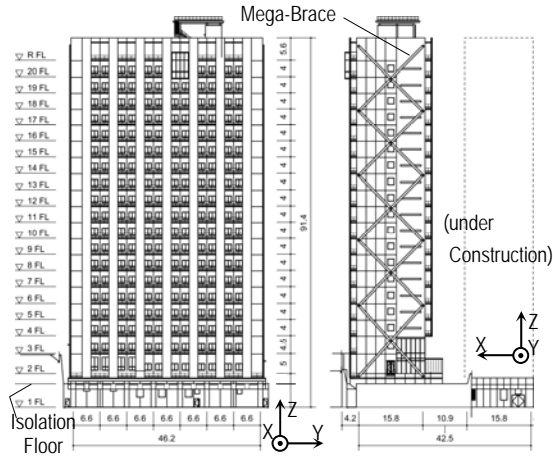 Mega-Brace
R FL
5.6
20 FL
4
19 FL
4
18 FL
4
17 FL
4
16 FL
4
15 FL
4
14 FL
4
13 FL
4
12 FL
4
11 FL
4
10 FL
4
9 FL
4
8 FL
4
7 FL
4
6 FL
4
5 FL
4
4 FL
4
3 FL
4.5
2 FL
5
1 FL
91.4
(under
Construction)
Isolation
Floor
6.6 6.6 6.6 6.6 6.6 6.6 6.6
46.2
Z
X
Y
4.2 15.8 10.9 15.8
42.5
Z
X
Y